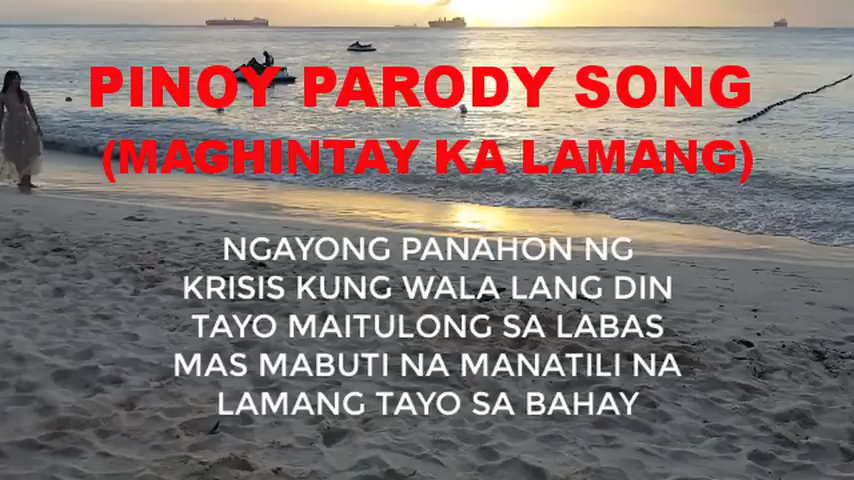 PINOY PARODY SONG
(MAGHINTAY KA LAMANG)
NGAYONG PANAHON NG
KRISIS KUNG WALA LANG DIN
TAYO MAITULONG SA LABAS
MAS MABUTI NA MANATILI NA
LAMANG TAYO SA BAHAY